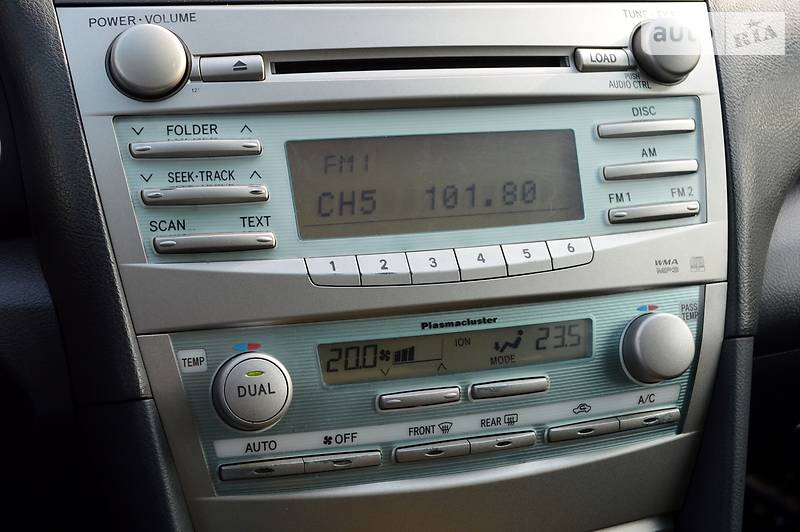 POWER·VOLUME
auto RIA
LOAD
PUSH
AUDIO CTRL
FOLDER
DISC
SEEK·TRACK
AM
SCAN TEXT
FM1 FM2
FM1
CH5 101.80
1 2 3 4 5 6
WMA
MP3
Plasmacluster
PASS
TEMP
TEMP
20.0 ION MODE 23.5
DUAL
AUTO OFF FRONT REAR A/C